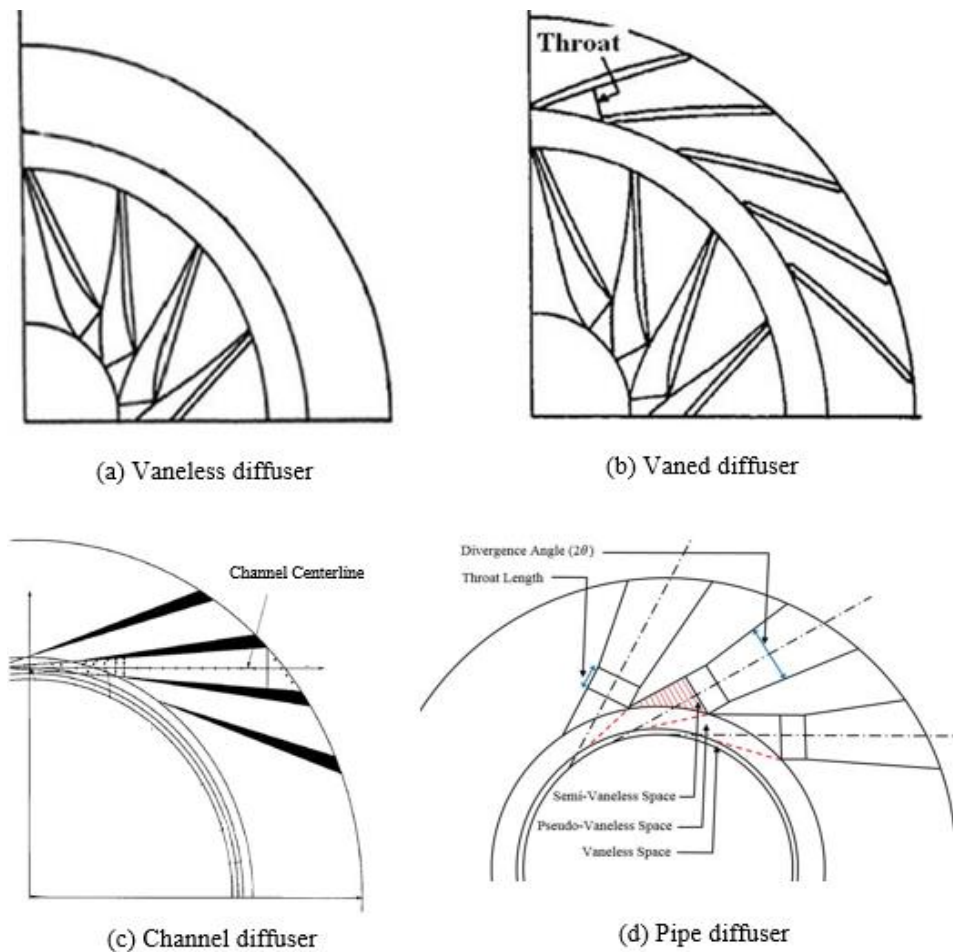 Throat
(a) Vaneless diffuser
(b) Vaned diffuser
Channel Centerline
(c) Channel diffuser
Divergence Angle (2θ)
Throat Length
Semi-Vaneless Space
Pseudo-Vaneless Space
Vaneless Space
(d) Pipe diffuser